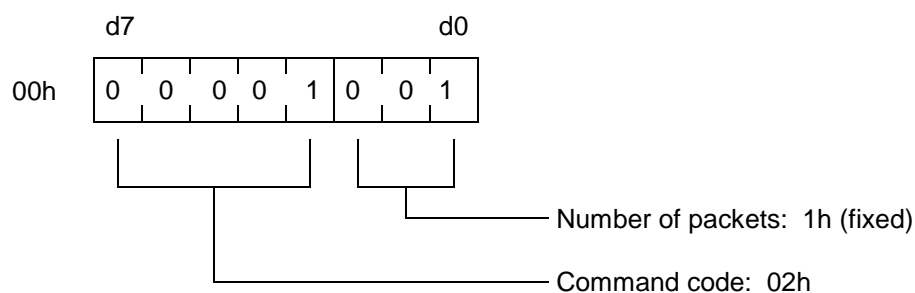 d7 d0
00h 0 0 0 0 1 0 0 1
Number of packets: 1h (fixed)
Command code: 02h